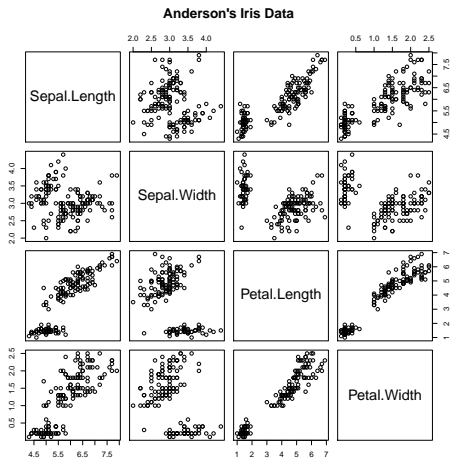 Anderson's Iris Data
2.0 3.0 4.0
0.5 1.0 1.5 2.0 2.5
Sepal.Length
4.5 5.5 6.5 7.5
2.0 2.5 3.0 3.5 4.0
Sepal.Width
Petal.Length
1 2 3 4 5 6 7
0.5 1.0 1.5 2.0 2.5
Petal.Width
4.5 5.5 6.5 7.5
1 2 3 4 5 6 7